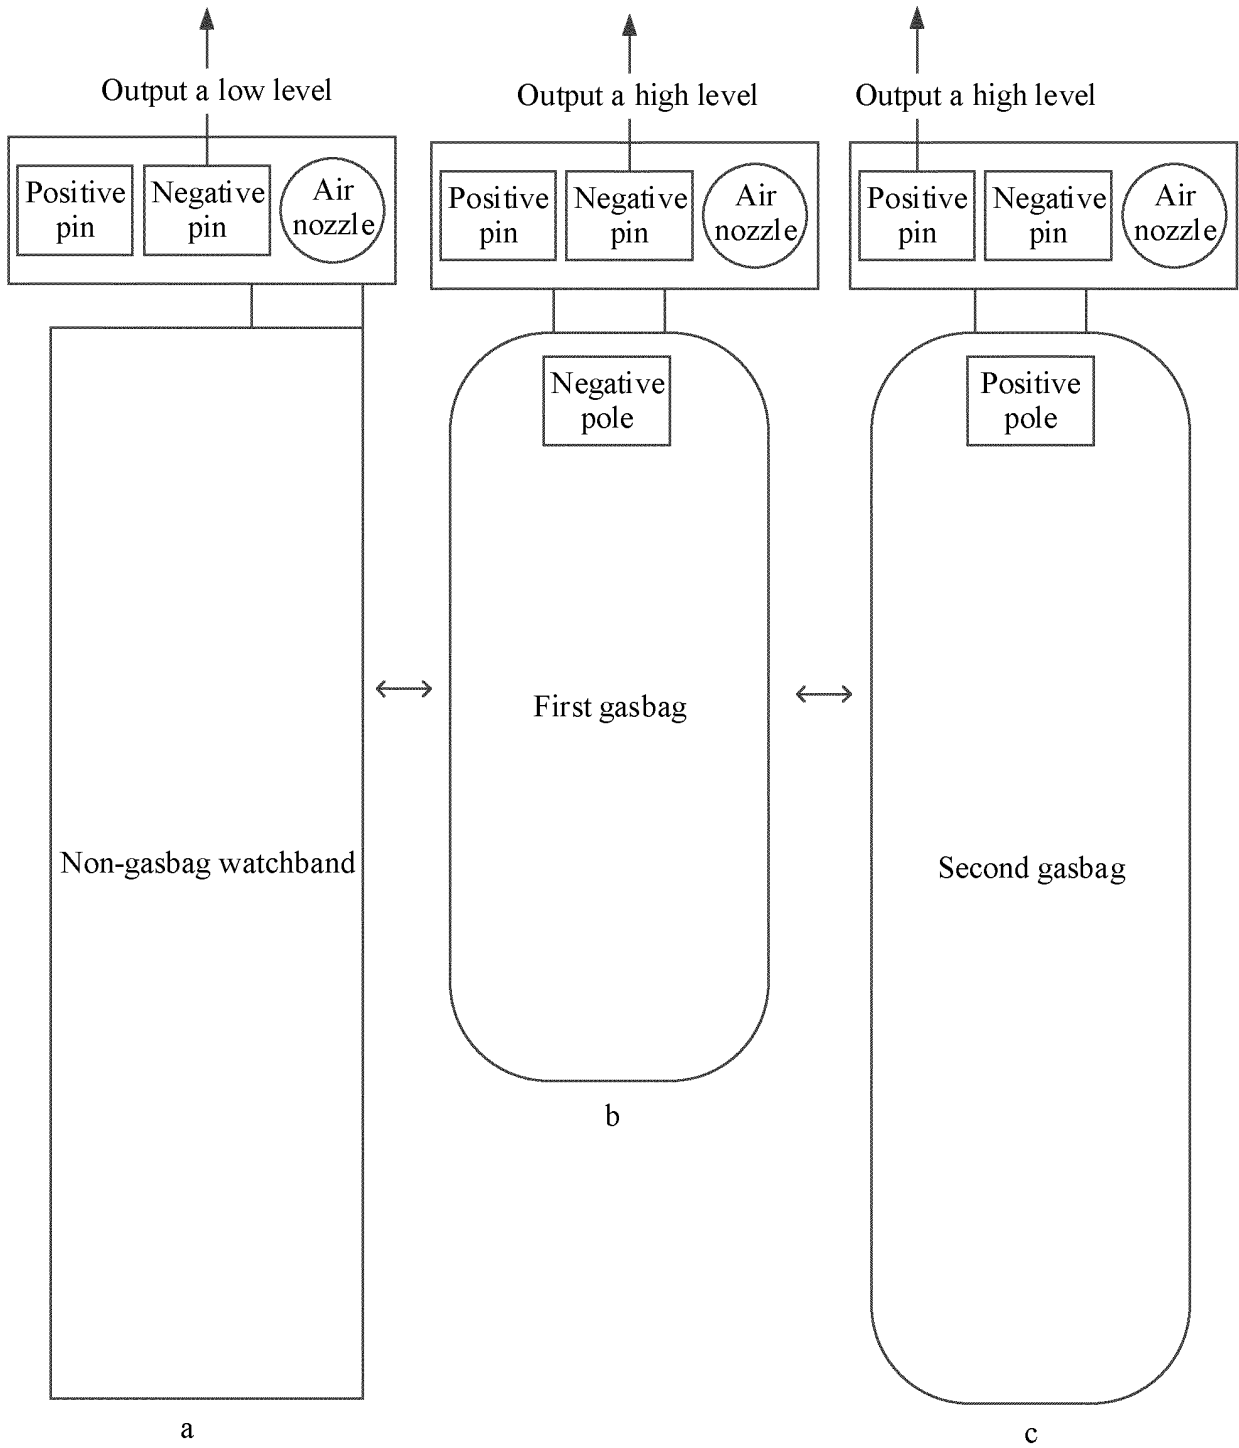 Output a low level
Positive
pin
Negative
pin
Air
nozzle
Non-gasbag watchband
a
Output a high level
Positive
pin
Negative
pin
Air
nozzle
Negative
pole
First gasbag
b
Output a high level
Positive
pin
Negative
pin
Air
nozzle
Positive
pole
Second gasbag
c